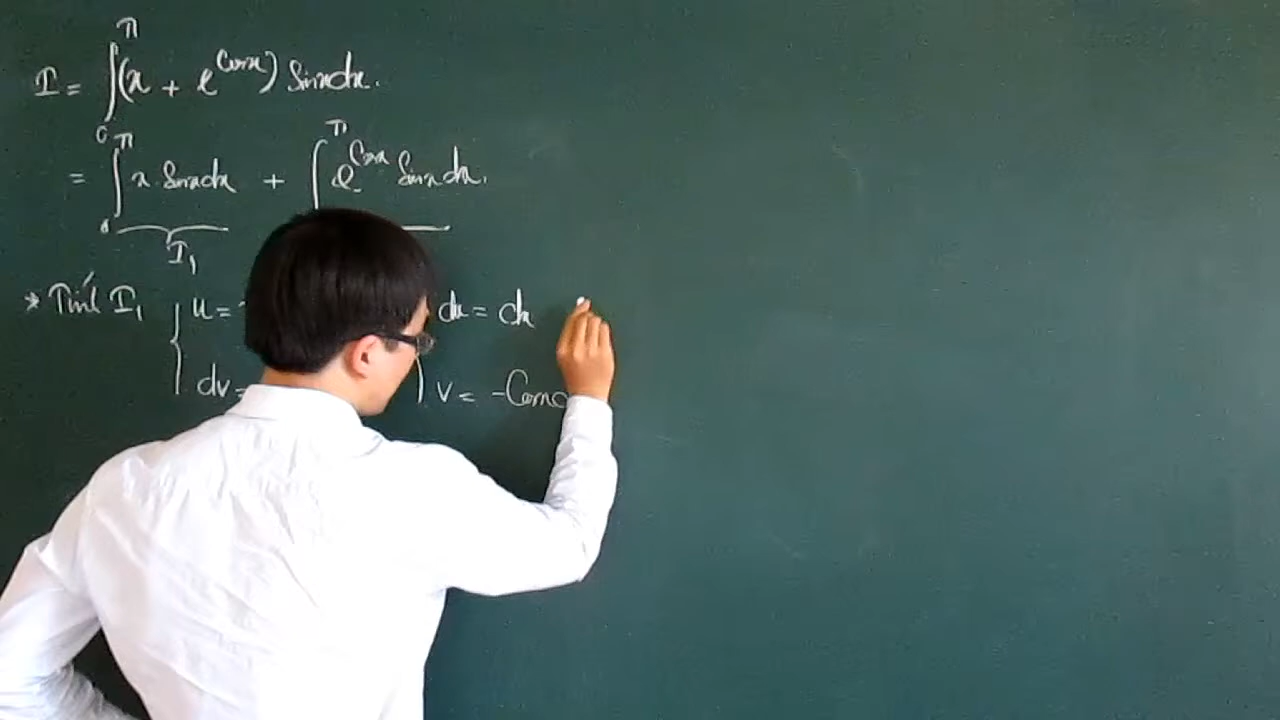 I = ∫₀^π (x + e^Cosx) Sinxdx.
= ∫₀^π x Sinxdx + ∫^π e^Cosx Sinxdx.
I₁
* Tính I₁ { u = du = dx
dv = v = -Cosx